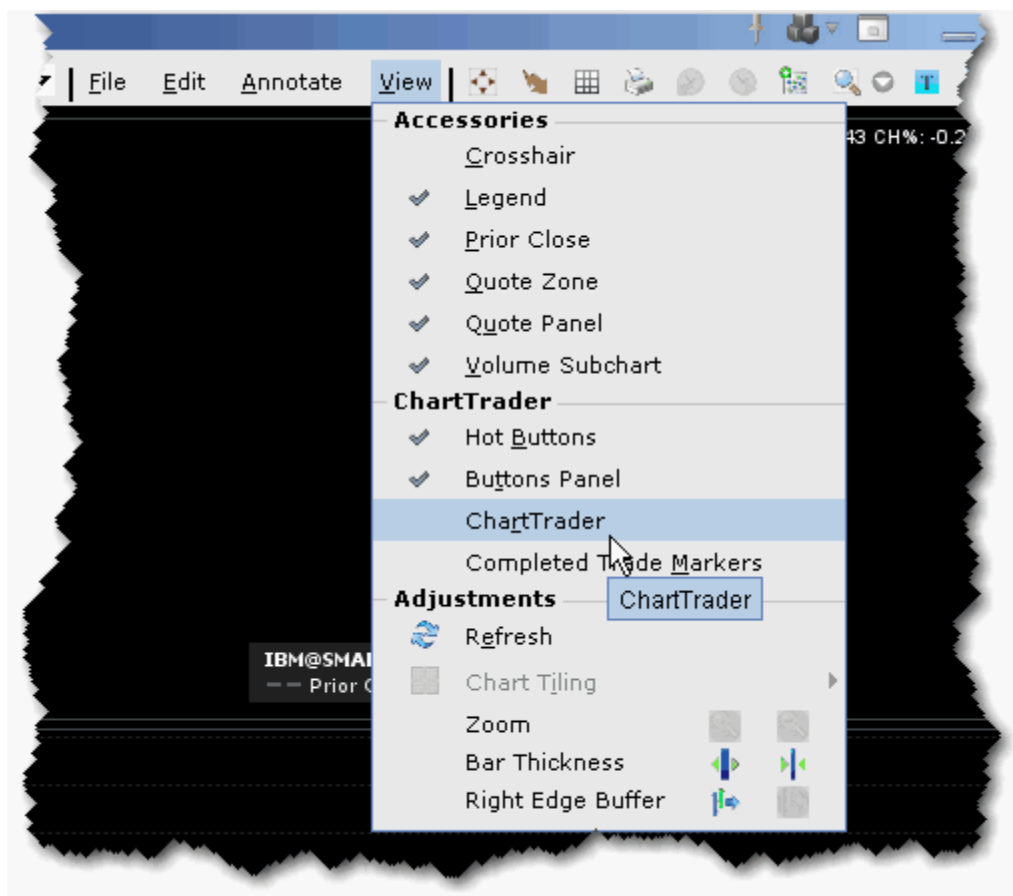 File Edit Annotate View T
Accessories
43 CH%: -0.2
Crosshair
Legend
Prior Close
Quote Zone
Quote Panel
Volume Subchart
ChartTrader
Hot Buttons
Buttons Panel
ChartTrader
Completed Trade Markers
Adjustments
ChartTrader
Refresh
IBM@SMA
Prior
Chart Tiling
Zoom
Bar Thickness
Right Edge Buffer